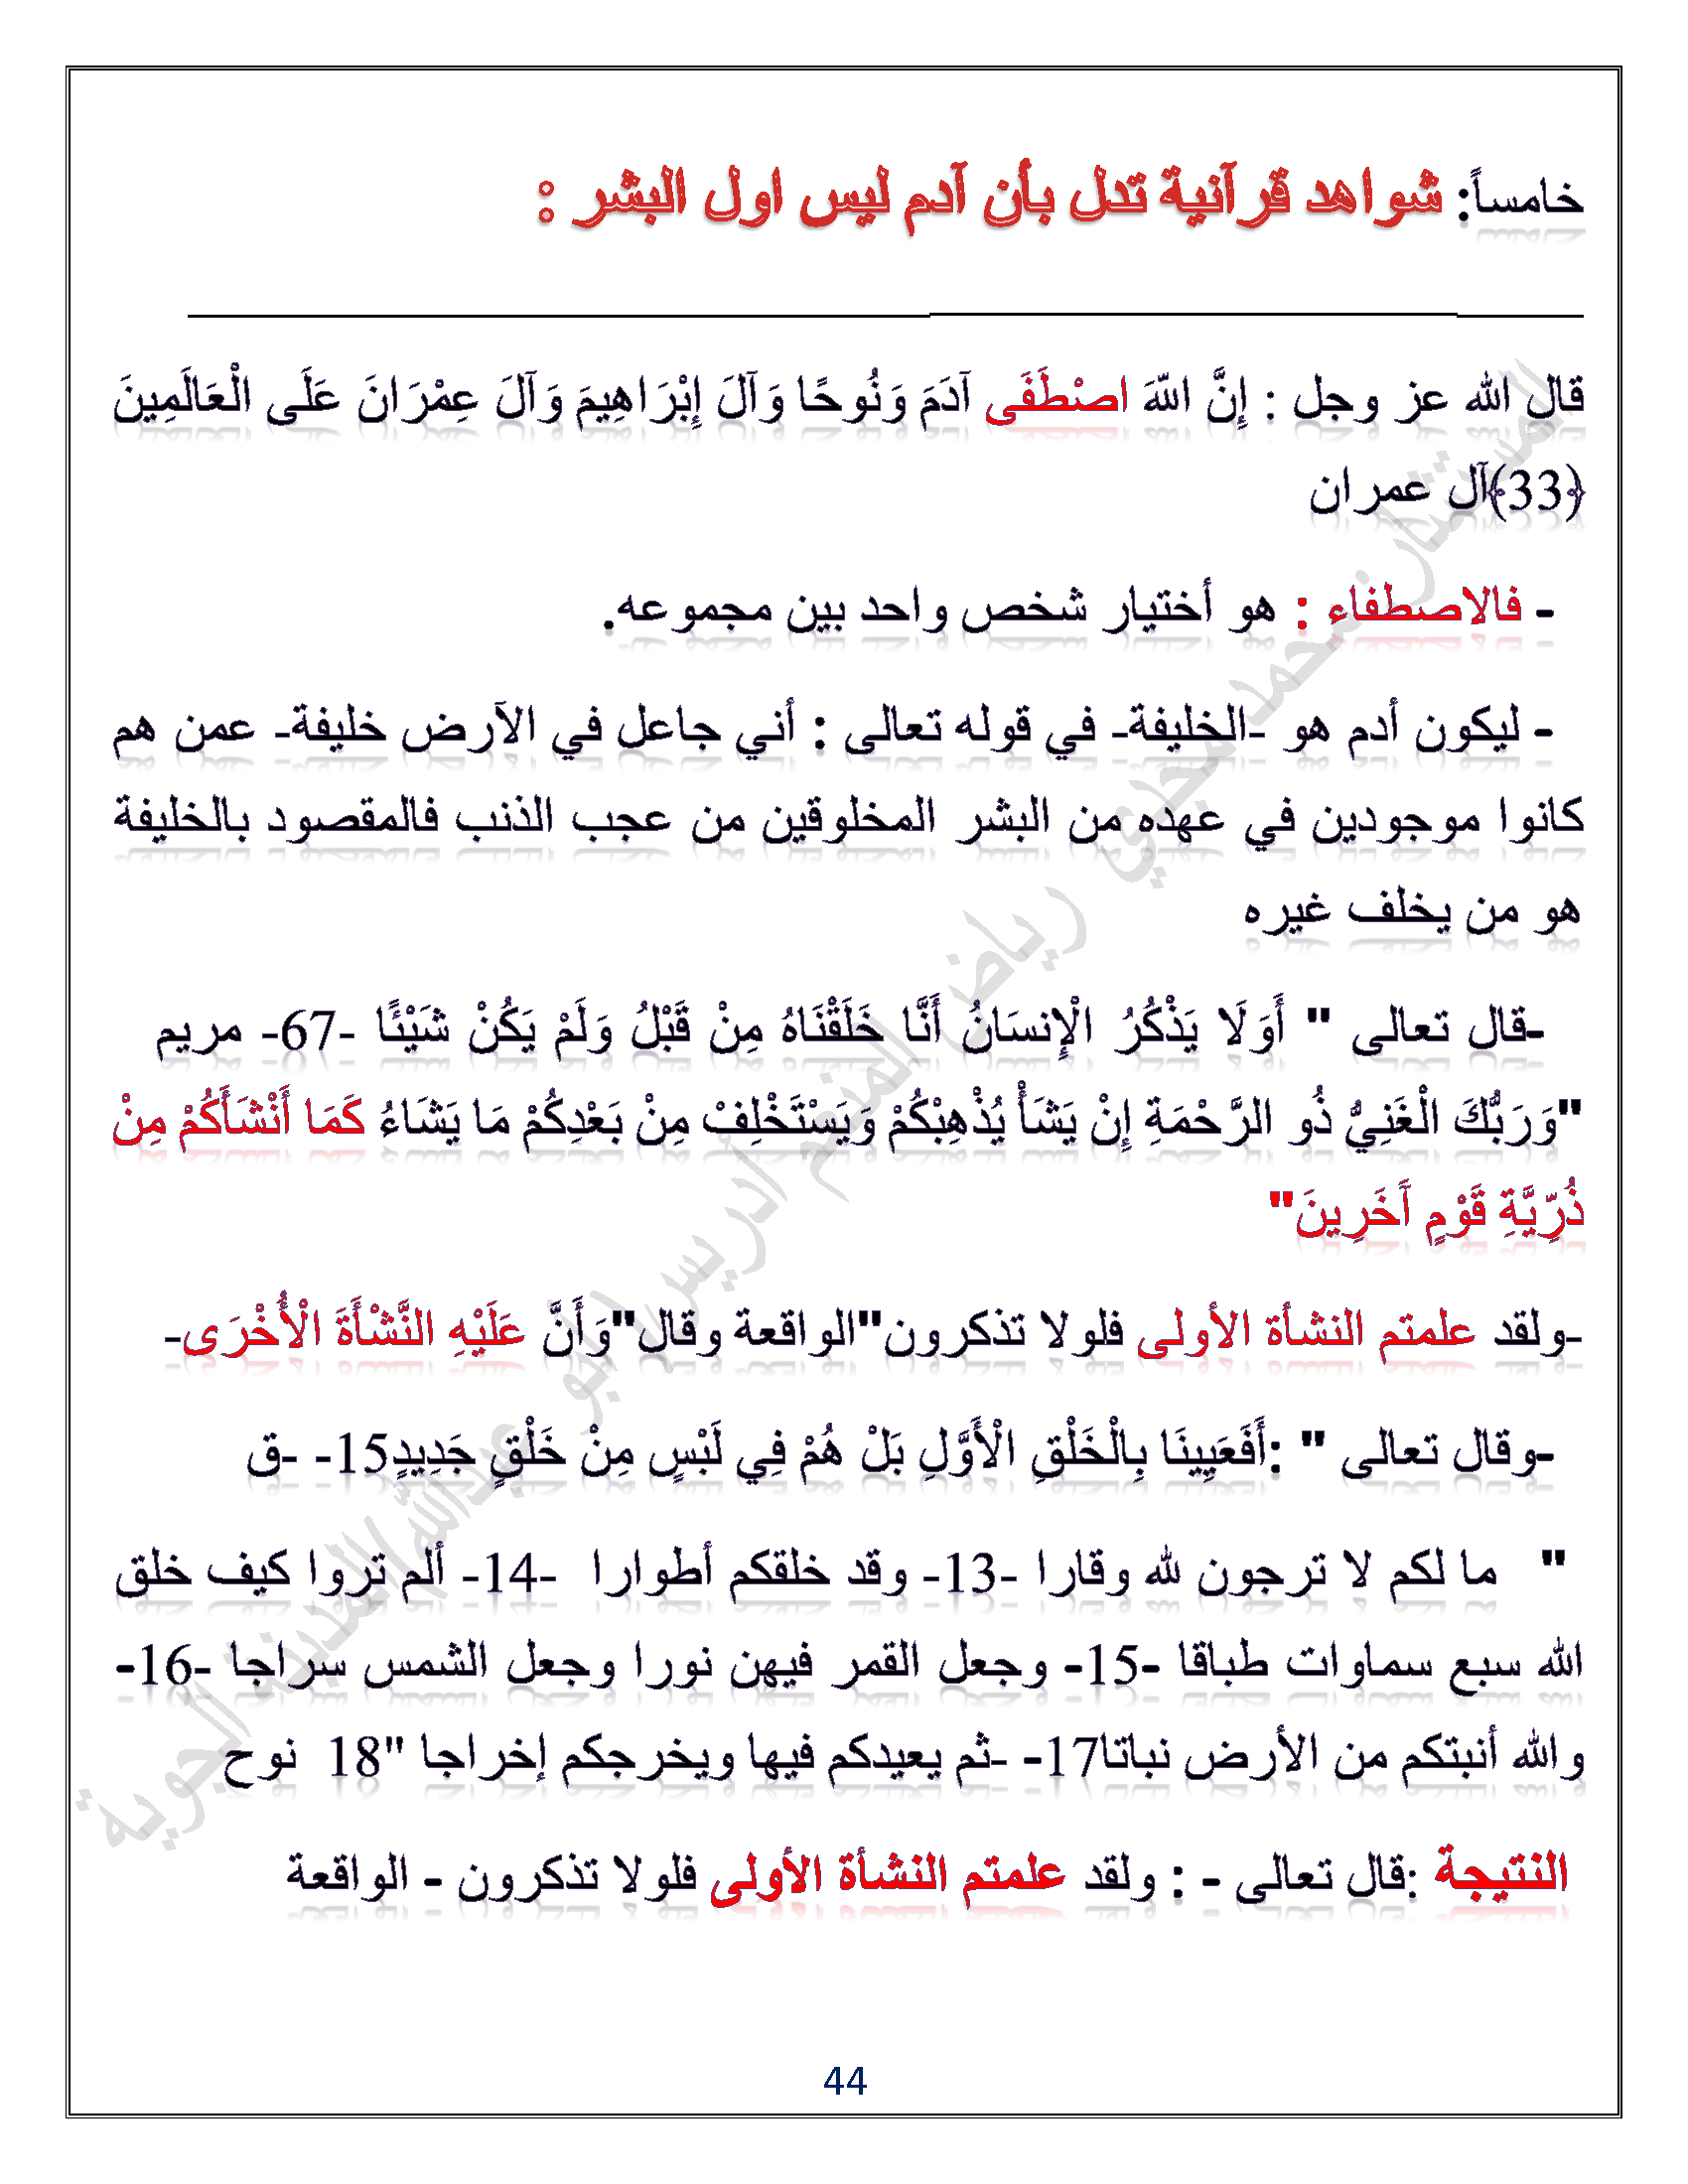 خامساً: شواهد قرآنية تدل بأن آدم ليس اول البشر :
قال الله عز وجل : إِنَّ اللّهَ اصْطَفَى آدَمَ وَنُوحًا وَآلَ إِبْرَاهِيمَ وَآلَ عِمْرَانَ عَلَى الْعَالَمِينَ
﴿33﴾آل عمران
- فالاصطفاء : هو أختيار شخص واحد بين مجموعه.
- ليكون أدم هو -الخليفة- في قوله تعالى : أني جاعل في الآرض خليفة- عمن هم
كانوا موجودين في عهده من البشر المخلوقين من عجب الذنب فالمقصود بالخليفة
هو من يخلف غيره
-قال تعالى " أَوَلَا يَذْكُرُ الْإِنسَانُ أَنَّا خَلَقْنَاهُ مِنْ قَبْلُ وَلَمْ يَكُنْ شَيْئًا -67- مريم
"وَرَبُّكَ الْغَنِيُّ ذُو الرَّحْمَةِ إِنْ يَشَأْ يُذْهِبْكُمْ وَيَسْتَخْلِفْ مِنْ بَعْدِكُمْ مَا يَشَاءُ كَمَا أَنْشَأَكُمْ مِنْ
ذُرِّيَّةِ قَوْمٍ آَخَرِينَ"
-ولقد علمتم النشأة الأولى فلولا تذكرون"الواقعة وقال"وَأَنَّ عَلَيْهِ النَّشْأَةَ الْأُخْرَى-
-وقال تعالى " :أَفَعَيِينَا بِالْخَلْقِ الْأَوَّلِ بَلْ هُمْ فِي لَبْسٍ مِنْ خَلْقٍ جَدِيدٍ15- -ق
" ما لكم لا ترجون لله وقارا -13- وقد خلقكم أطوارا -14- ألم تروا كيف خلق
الله سبع سماوات طباقا -15- وجعل القمر فيهن نورا وجعل الشمس سراجا -16-
والله أنبتكم من الأرض نباتا17- -ثم يعيدكم فيها ويخرجكم إخراجا "18 نوح
النتيجة :قال تعالى - : ولقد علمتم النشأة الأولى فلولا تذكرون - الواقعة
44